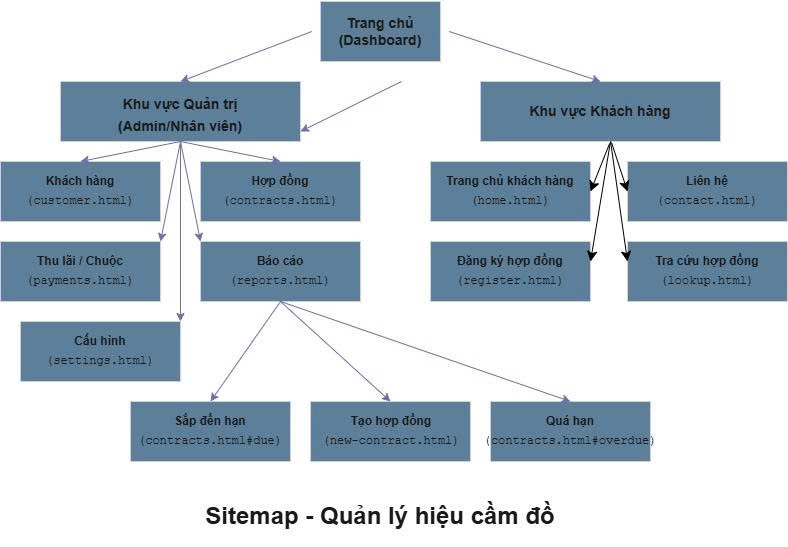 Trang chủ
(Dashboard)
Khu vực Quản trị
(Admin/Nhân viên)
Khu vực Khách hàng
Khách hàng
(customer.html)
Hợp đồng
(contracts.html)
Trang chủ khách hàng
(home.html)
Liên hệ
(contact.html)
Thu lãi / Chuộc
(payments.html)
Báo cáo
(reports.html)
Đăng ký hợp đồng
(register.html)
Tra cứu hợp đồng
(lookup.html)
Cấu hình
(settings.html)
Sắp đến hạn
(contracts.html#due)
Tạo hợp đồng
(new-contract.html)
Quá hạn
(contracts.html#overdue)
Sitemap - Quản lý hiệu cầm đồ